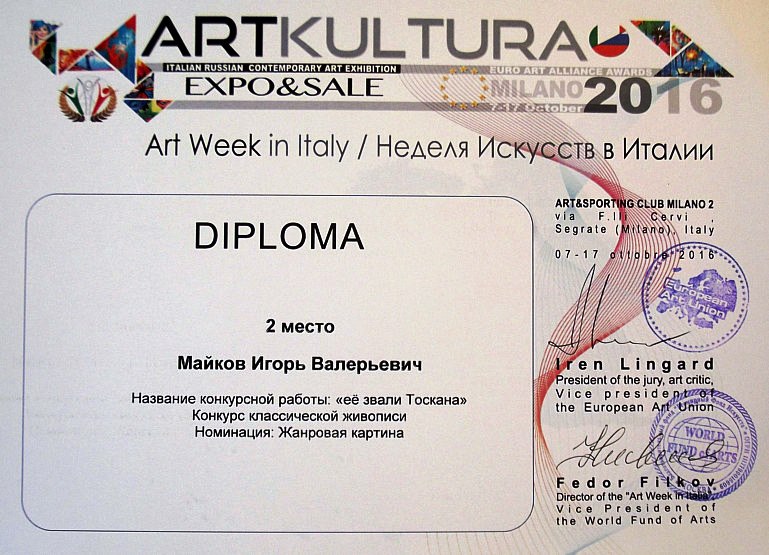 ARTKULTURA
ITALIAN RUSSIAN CONTEMPORARY ART EXHIBITION
EURO ART ALLIANCE AWARDS
EXPO&SALE
MILANO
7-17 October
2016
Art Week in Italy / Неделя Искусств в Италии
DIPLOMA
2 место
Майков Игорь Валерьевич
Название конкурсной работы: «её звали Тоскана»
Конкурс классической живописи
Номинация: Жанровая картина
ART&SPORTING CLUB MILANO 2
via F.lli Cervi ,
Segrate (Milano), Italy
07-17 ottobre 2016
European
Art Union
Iren Lingard
President of the jury, art critic,
Vice president of
the European Art Union
WORLD
FUND of ARTS
МОСКВА
Fedor Filkov
Director of the "Art Week in Italia"
Vice President of
the World Fund of Arts